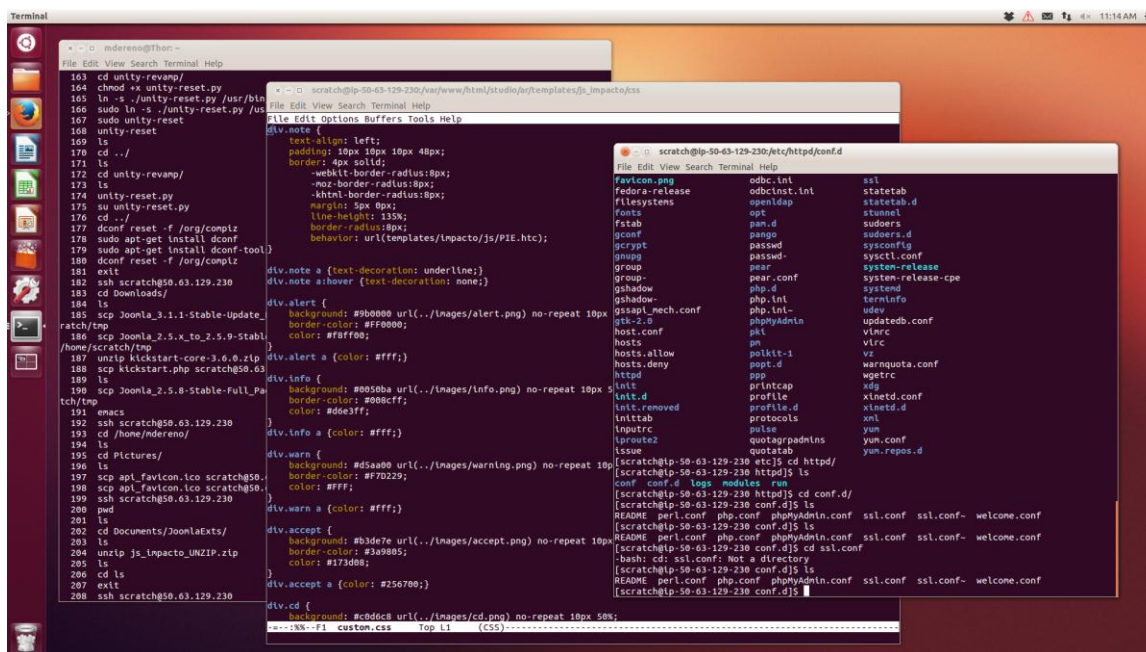 Terminal
11:14 AM
mdereno@Thor: ~
File Edit View Search Terminal Help
163 cd unity-revamp/
164 chmod +x unity-reset.py
165 ln -s ./unity-reset.py /usr/bin
166 sudo ln -s ./unity-reset.py /us
167 sudo unity-reset
168 unity-reset
169 ls
170 cd ../
171 ls
172 cd unity-revamp/
173 ls
174 unity-reset.py
175 su unity-reset.py
176 cd ../
177 dconf reset -f /org/compiz
178 sudo apt-get install dconf
179 sudo apt-get install dconf-tool
180 dconf reset -f /org/compiz
181 exit
182 ssh scratch@50.63.129.230
183 cd Downloads/
184 ls
185 scp Joomla_3.1.1-Stable-Update_
ratch/tmp
186 scp Joomla_2.5.x_to_2.5.9-Stabl
/home/scratch/tmp
187 unzip kickstart-core-3.6.0.zip
188 scp kickstart.php scratch@50.63
189 ls
190 scp Joomla_2.5.8-Stable-Full_Pa
tch/tmp
191 emacs
192 ssh scratch@50.63.129.230
193 cd /home/mdereno/
194 ls
195 cd Pictures/
196 ls
197 scp api_favicon.ico scratch@50.
198 scp api_favicon.ico scratch@50.
199 ssh scratch@50.63.129.230
200 pwd
201 ls
202 cd Documents/JoomlaExts/
203 ls
204 unzip js_impacto_UNZIP.zip
205 ls
206 cd ls
207 exit
208 ssh scratch@50.63.129.230
scratch@ip-50-63-129-230:/var/www/html/studio/ar/templates/js_impacto/css
File Edit View Search Terminal Help
File Edit Options Buffers Tools Help
div.note {
text-align: left;
padding: 10px 10px 10px 48px;
border: 4px solid;
-webkit-border-radius:8px;
-moz-border-radius:8px;
-khtml-border-radius:8px;
margin: 5px 0px;
line-height: 135%;
border-radius:8px;
behavior: url(templates/impacto/js/PIE.htc);
}
div.note a {text-decoration: underline;}
div.note a:hover {text-decoration: none;}
div.alert {
background: #9b0000 url(../images/alert.png) no-repeat 10px
border-color: #FF0000;
color: #f8ff00;
}
div.alert a {color: #fff;}
div.info {
background: #0050ba url(../images/info.png) no-repeat 10px 5
border-color: #008cff;
color: #d6e3ff;
}
div.info a {color: #fff;}
div.warn {
background: #d5aa00 url(../images/warning.png) no-repeat 10p
border-color: #F7D229;
color: #FFF;
}
div.warn a {color: #fff;}
div.accept {
background: #b3de7e url(../images/accept.png) no-repeat 10px
border-color: #3a9805;
color: #173d08;
}
div.accept a {color: #256700;}
div.cd {
background: #c0d6c8 url(../images/cd.png) no-repeat 10px 50%;
-=--:%%--F1 custom.css Top L1 (CSS)
scratch@ip-50-63-129-230:/etc/httpd/conf.d
File Edit View Search Terminal Help
favicon.png odbc.ini ssl
fedora-release odbcinst.ini statetab
filesystems openldap statetab.d
fonts opt stunnel
fstab pam.d sudoers
gconf pango sudoers.d
gcrypt passwd sysconfig
gnupg passwd- sysctl.conf
group pear system-release
group- pear.conf system-release-cpe
gshadow php.d systemd
gshadow- php.ini terminfo
gssapi_mech.conf php.ini~ udev
gtk-2.0 phpMyAdmin updatedb.conf
host.conf pki vimrc
hosts pm virc
hosts.allow polkit-1 vz
hosts.deny popt.d warnquota.conf
httpd ppp wgetrc
init printcap xdg
init.d profile xinetd.conf
init.removed profile.d xinetd.d
inittab protocols xml
inputrc pulse yum
iproute2 quotagrpadmins yum.conf
issue quotatab yum.repos.d
[scratch@ip-50-63-129-230 etc]$ cd httpd/
[scratch@ip-50-63-129-230 httpd]$ ls
conf conf.d logs modules run
[scratch@ip-50-63-129-230 httpd]$ cd conf.d/
[scratch@ip-50-63-129-230 conf.d]$ ls
README perl.conf php.conf phpMyAdmin.conf ssl.conf ssl.conf~ welcome.conf
[scratch@ip-50-63-129-230 conf.d]$ ls
README perl.conf php.conf phpMyAdmin.conf ssl.conf ssl.conf~ welcome.conf
[scratch@ip-50-63-129-230 conf.d]$ cd ssl.conf
-bash: cd: ssl.conf: Not a directory
[scratch@ip-50-63-129-230 conf.d]$ ls
README perl.conf php.conf phpMyAdmin.conf ssl.conf ssl.conf~ welcome.conf
[scratch@ip-50-63-129-230 conf.d]$